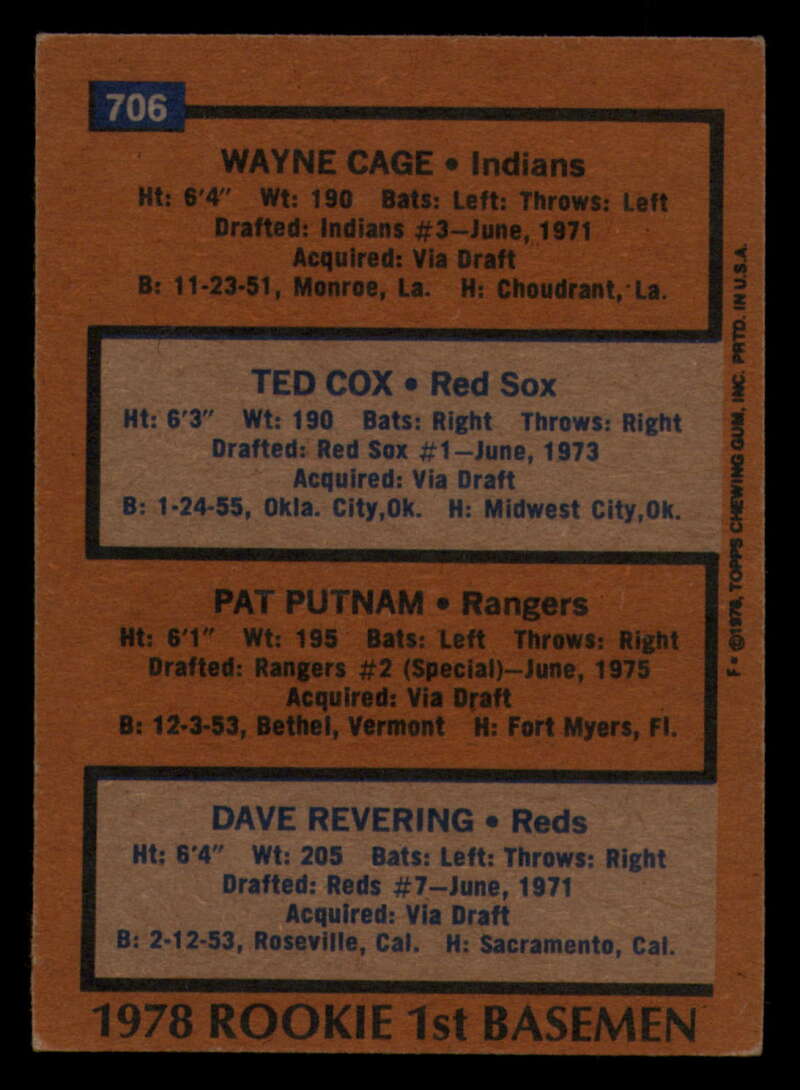 706
WAYNE CAGE • Indians
Ht: 6'4" Wt: 190 Bats: Left: Throws: Left
Drafted: Indians #3—June, 1971
Acquired: Via Draft
B: 11-23-51, Monroe, La. H: Choudrant, La.
TED COX • Red Sox
Ht: 6'3" Wt: 190 Bats: Right Throws: Right
Drafted: Red Sox #1—June, 1973
Acquired: Via Draft
B: 1-24-55, Okla. City,Ok. H: Midwest City,Ok.
PAT PUTNAM • Rangers
Ht: 6'1" Wt: 195 Bats: Left Throws: Right
Drafted: Rangers #2 (Special)—June, 1975
Acquired: Via Draft
B: 12-3-53, Bethel, Vermont H: Fort Myers, Fl.
DAVE REVERING • Reds
Ht: 6'4" Wt: 205 Bats: Left: Throws: Right
Drafted: Reds #7—June, 1971
Acquired: Via Draft
B: 2-12-53, Roseville, Cal. H: Sacramento, Cal.
1978 ROOKIE 1st BASEMEN
F* ©1978, TOPPS CHEWING GUM, INC. PRTD. IN U.S.A.